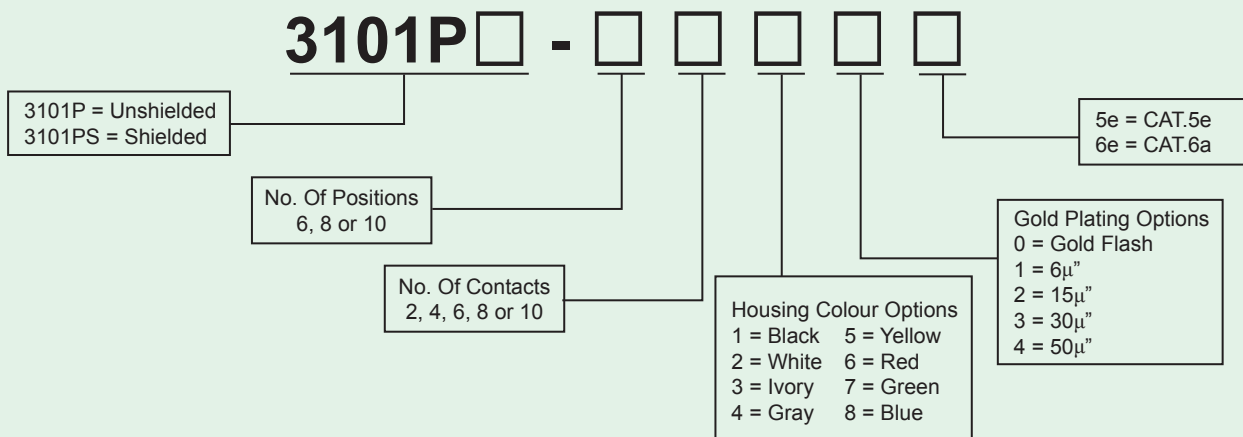 3101P□ - □ □ □ □ □
3101P = Unshielded
3101PS = Shielded
No. Of Positions
6, 8 or 10
No. Of Contacts
2, 4, 6, 8 or 10
Housing Colour Options
1 = Black 5 = Yellow
2 = White 6 = Red
3 = Ivory 7 = Green
4 = Gray 8 = Blue
Gold Plating Options
0 = Gold Flash
1 = 6μ”
2 = 15μ”
3 = 30μ”
4 = 50μ”
5e = CAT.5e
6e = CAT.6a